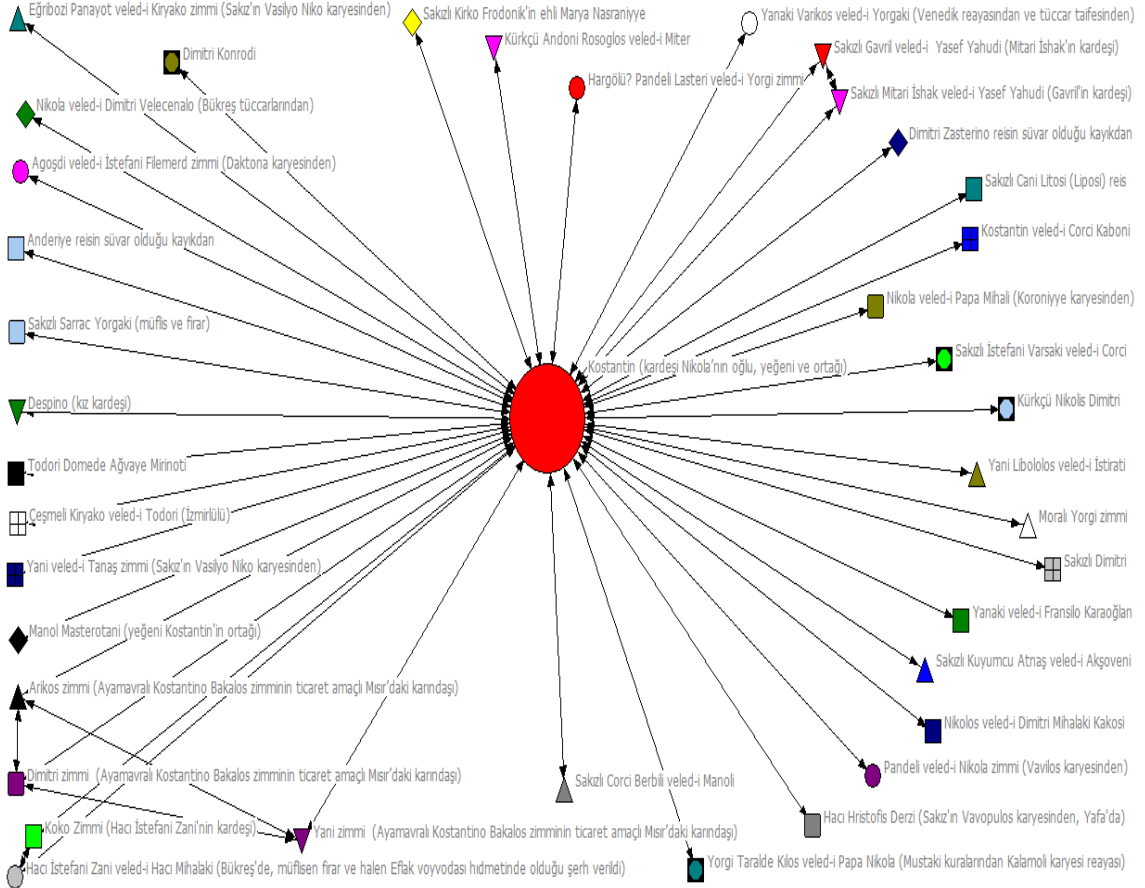 Eğribozi Panayot veled-i Kiryako zimmi (Sakız'ın Vasilyo Niko karyesinden)
Sakızlı Kirko Frodonik'in ehli Marya Nasraniyye
Yanaki Varikos veled-i Yorgaki (Venedik reayasından ve tüccar taifesinden)
Kürkçü Andoni Rosoglos veled-i Miter
Sakızlı Gavril veled-i Yasef Yahudi (Mitari İshak'ın kardeşi)
Dimitri Konrodi
Hargölü? Pandeli Lasteri veled-i Yorgi zimmi
Sakızlı Mitari İshak veled-i Yasef Yahudi (Gavril'in kardeşi)
Nikola veled-i Dimitri Velecenalo (Bükreş tüccarlarından)
Dimitri Zasterino reisin süvar olduğu kayıkdan
Agoşdi veled-i İstefani Filemerd zimmi (Daktona karyesinden)
Sakızlı Cani Litosi (Liposi) reis
Anderiye reisin süvar olduğu kayıkdan
Kostantin veled-i Corci Kaboni
Nikola veled-i Papa Mihali (Koroniyye karyesinden)
Sakızlı Sarrac Yorgaki (müflis ve firar)
Sakızlı İstefani Varsaki veled-i Corci
Kostantin (kardeşi Nikola'nın oğlu, yeğeni ve ortağı)
Despino (kız kardeşi)
Kürkçü Nikolis Dimitri
Todori Domede Ağvaye Mirinoti
Yani Libololos veled-i İstirati
Çeşmeli Kiryako veled-i Todori (İzmirlülü)
Moralı Yorgi zimmi
Yani veled-i Tanaş zimmi (Sakız'ın Vasilyo Niko karyesinden)
Sakızlı Dimitri
Manol Masterotani (yeğeni Kostantin'in ortağı)
Yanaki veled-i Fransilo Karaoğlan
Sakızlı Kuyumcu Atnaş veled-i Akşoveni
Arikos zimmi (Ayamavralı Kostantino Bakalos zimminin ticaret amaçlı Mısır'daki karındaşı)
Nikolos veled-i Dimitri Mihalaki Kakosi
Dimitri zimmi (Ayamavralı Kostantino Bakalos zimminin ticaret amaçlı Mısır'daki karındaşı)
Sakızlı Corci Berbili veled-i Manoli
Pandeli veled-i Nikola zimmi (Vavilos karyesinden)
Koko Zimmi (Hacı İstefani Zani'nin kardeşi)
Yani zimmi (Ayamavralı Kostantino Bakalos zimminin ticaret amaçlı Mısır'daki karındaşı)
Hacı Hristofis Derzi (Sakız'ın Vavopulos karyesinden, Yafa'da)
Hacı İstefani Zani veled-i Hacı Mihalaki (Bükreş'de, müflisen firar ve halen Eflak voyvodası hıdmetinde olduğu şerh verildi)
Yorgi Taralde Kılos veled-i Papa Nikola (Mustaki kuralarından Kalamoli karyesi reayası)